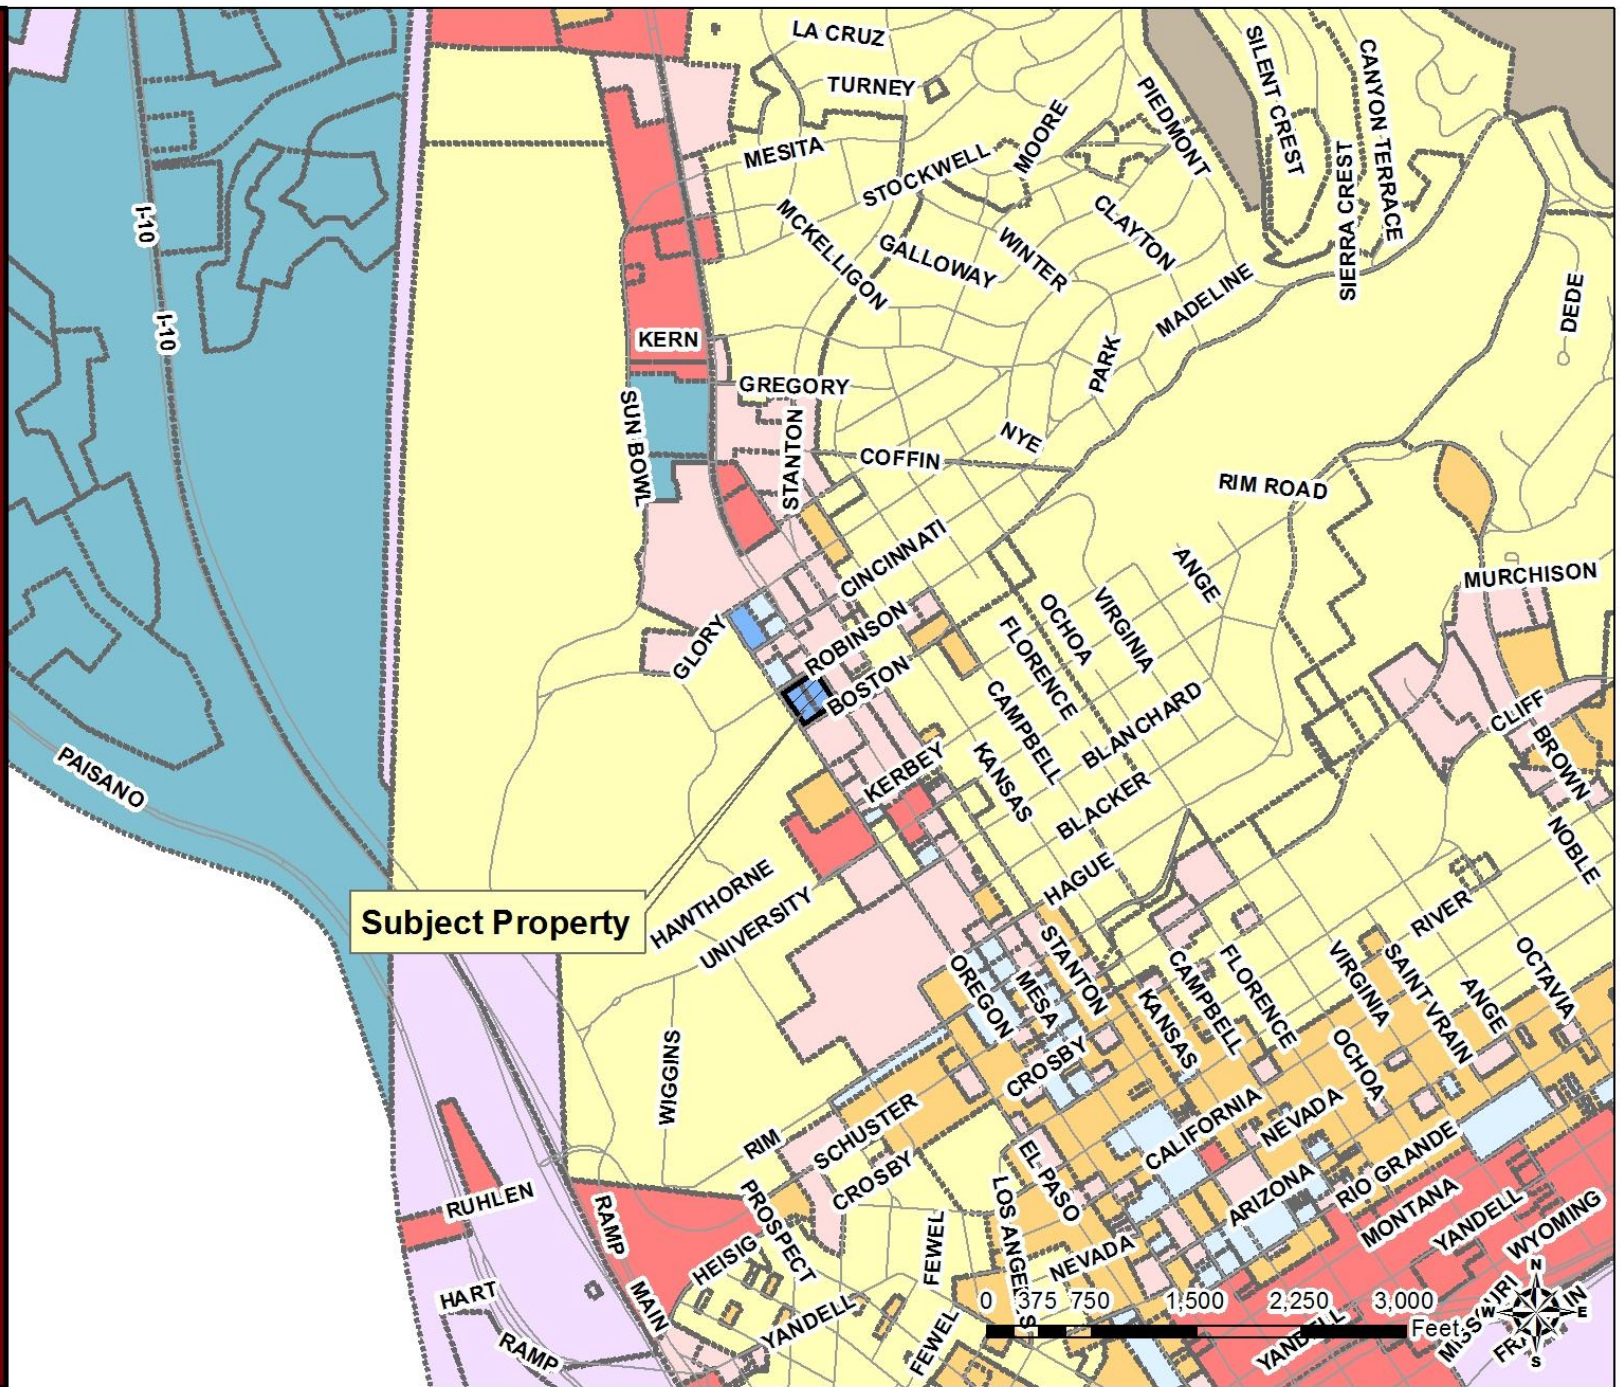 LA CRUZ
TURNEY
MESITA
STOCKWELL
MOORE
PIEDMONT
SILENT CREST
CANYON TERRACE
SIERRA CREST
I-10
MCKELLIGON
GALLOWAY
WINTER
CLAYTON
MADELINE
DEDE
I-10
KERN
PARK
GREGORY
SUN BOWL
STANTON
COFFIN
NYE
RIM ROAD
CINCINNATI
ANGE
MURCHISON
GLORY
ROBINSON
BOSTON
OCHOA
VIRGINIA
FLORENCE
CAMPBELL
BLANCHARD
CLIFF
BROWN
PAISANO
KERBEY
KANSAS
BLACKER
NOBLE
HAGUE
Subject Property
HAWTHORNE
UNIVERSITY
RIVER
OREGON
MESA
STANTON
KANSAS
CAMPBELL
FLORENCE
VIRGINIA
SAINT VRAIN
ANGE
OCTAVIA
WIGGINS
CROSBY
OCHOA
RIM
SCHUSTER
CROSBY
CALIFORNIA
NEVADA
EL PASO
ARIZONA
RIO GRANDE
RUHLEN
RAMP
PROSPECT
LOS ANGELES
MONTANA
YANDELL
WYOMING
HEISIG
FEWEL
NEVADA
HART
MAIN
YANDELL
FEWEL
RAMP
YANDELL
N
W
E
S
0 375 750 1,500 2,250 3,000
Feet